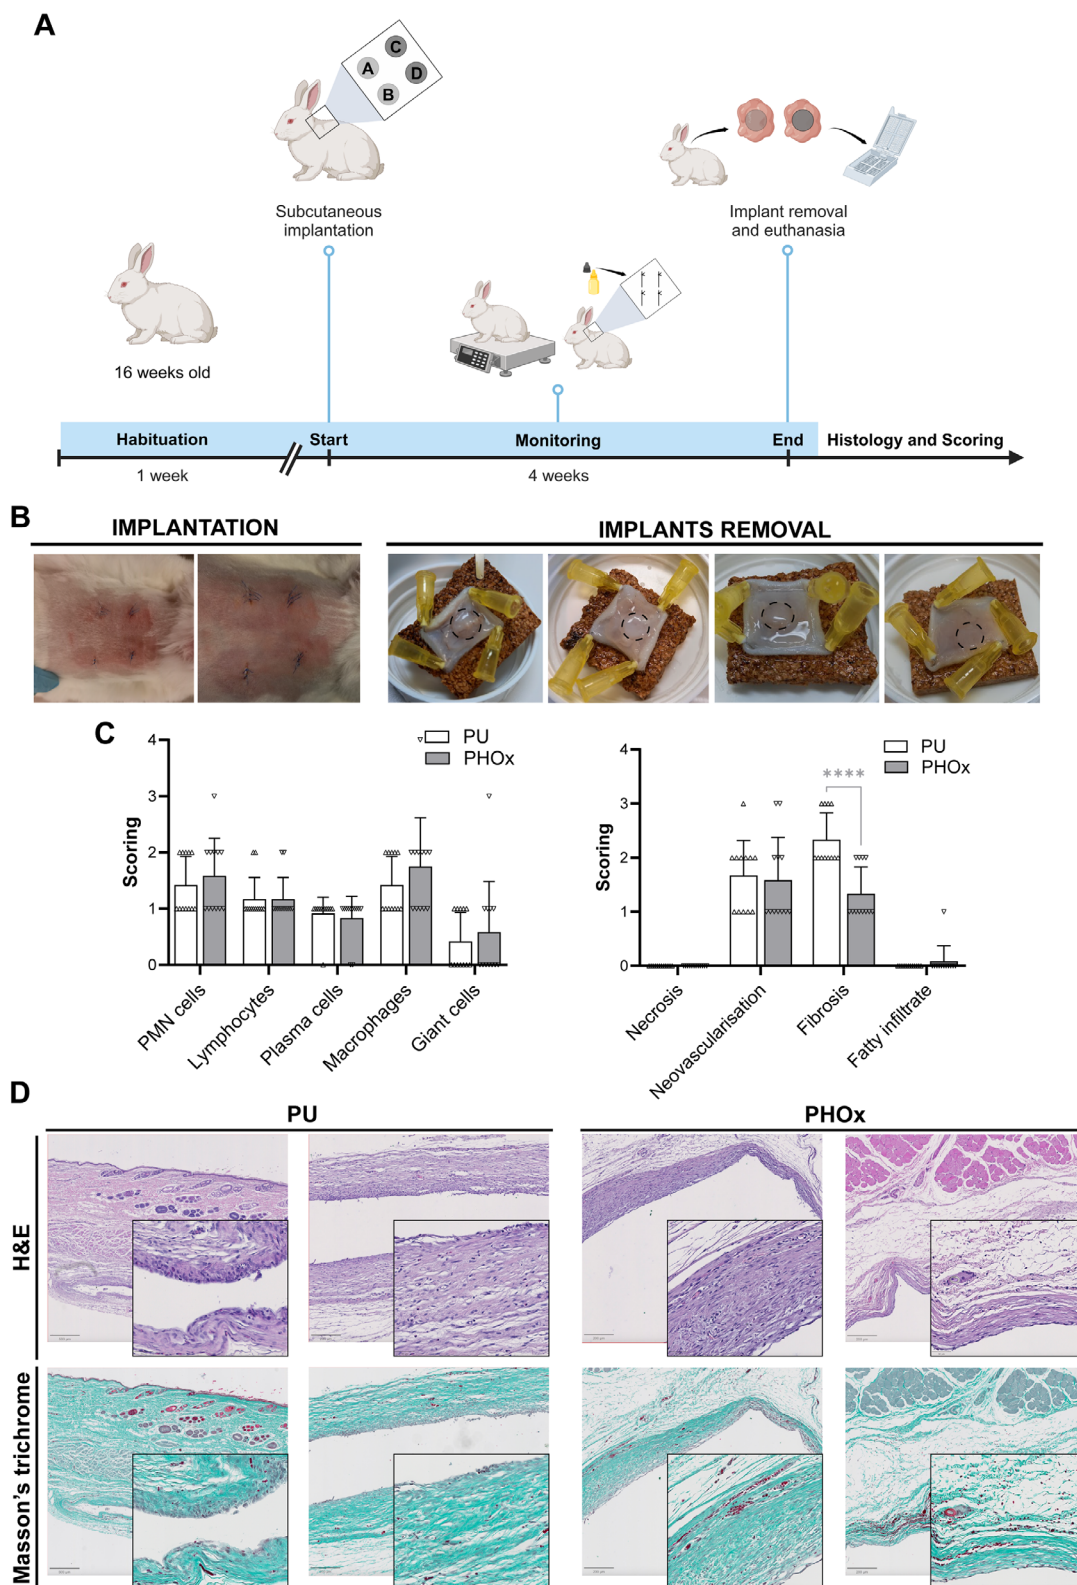 A
A
C
D
B
Subcutaneous
implantation
Implant removal
and euthanasia
16 weeks old
Habituation
Start
Monitoring
End
Histology and Scoring
1 week
4 weeks
B
IMPLANTATION
IMPLANTS REMOVAL
C
4
3
2
1
0
Scoring
PU
PHOx
PMN cells
Lymphocytes
Plasma cells
Macrophages
Giant cells
4
3
2
1
0
Scoring
PU
PHOx
****
Necrosis
Neovascularisation
Fibrosis
Fatty infiltrate
D
PU
PHOx
H&E
Masson's trichrome